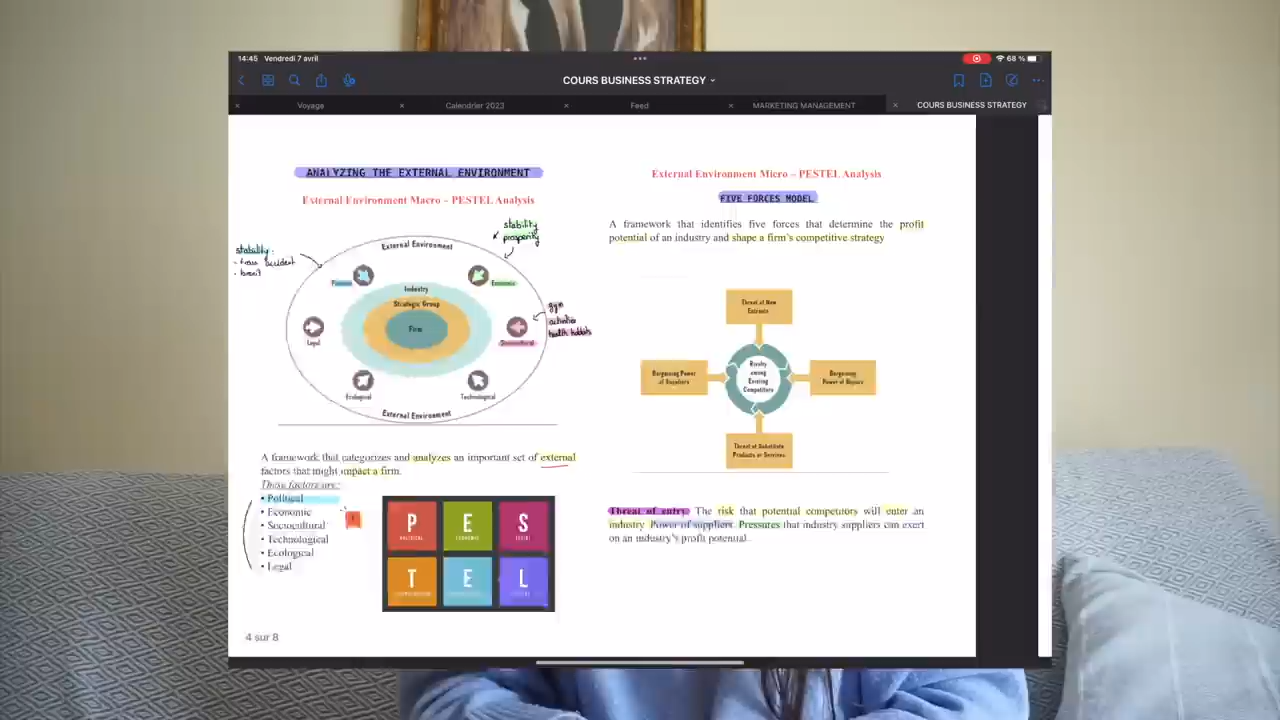 14:45 Vendredi 7 avril
68 %
COURS BUSINESS STRATEGY
Voyage
Calendrier 2023
Feed
MARKETING MANAGEMENT
COURS BUSINESS STRATEGY
ANALYZING THE EXTERNAL ENVIRONMENT
External Environment Macro – PESTEL Analysis
stability
prosperity
stability:
External Environment
Economic
Industry
Strategic Group
Firm
Legal
Sociocultural
gym
activities
health habits
Ecological
Technological
External Environment
A framework that categorizes and analyzes an important set of external
factors that might impact a firm.
These factors are:
• Political
• Economic
• Sociocultural
• Technological
• Ecological
• Legal
P
E
S
POLITICAL
ECONOMIC
T
E
L
4 sur 8
External Environment Micro – PESTEL Analysis
FIVE FORCES MODEL
A framework that identifies five forces that determine the profit
potential of an industry and shape a firm's competitive strategy
Threat of New
Entrants
Bargaining Power
of Suppliers
Rivalry
among
Existing
Competitors
Bargaining
Power of Buyers
Threat of Substitute
Products or Services
Threat of entry The risk that potential competitors will enter an
industry. Power of suppliers Pressures that industry suppliers can exert
on an industry's profit potential.